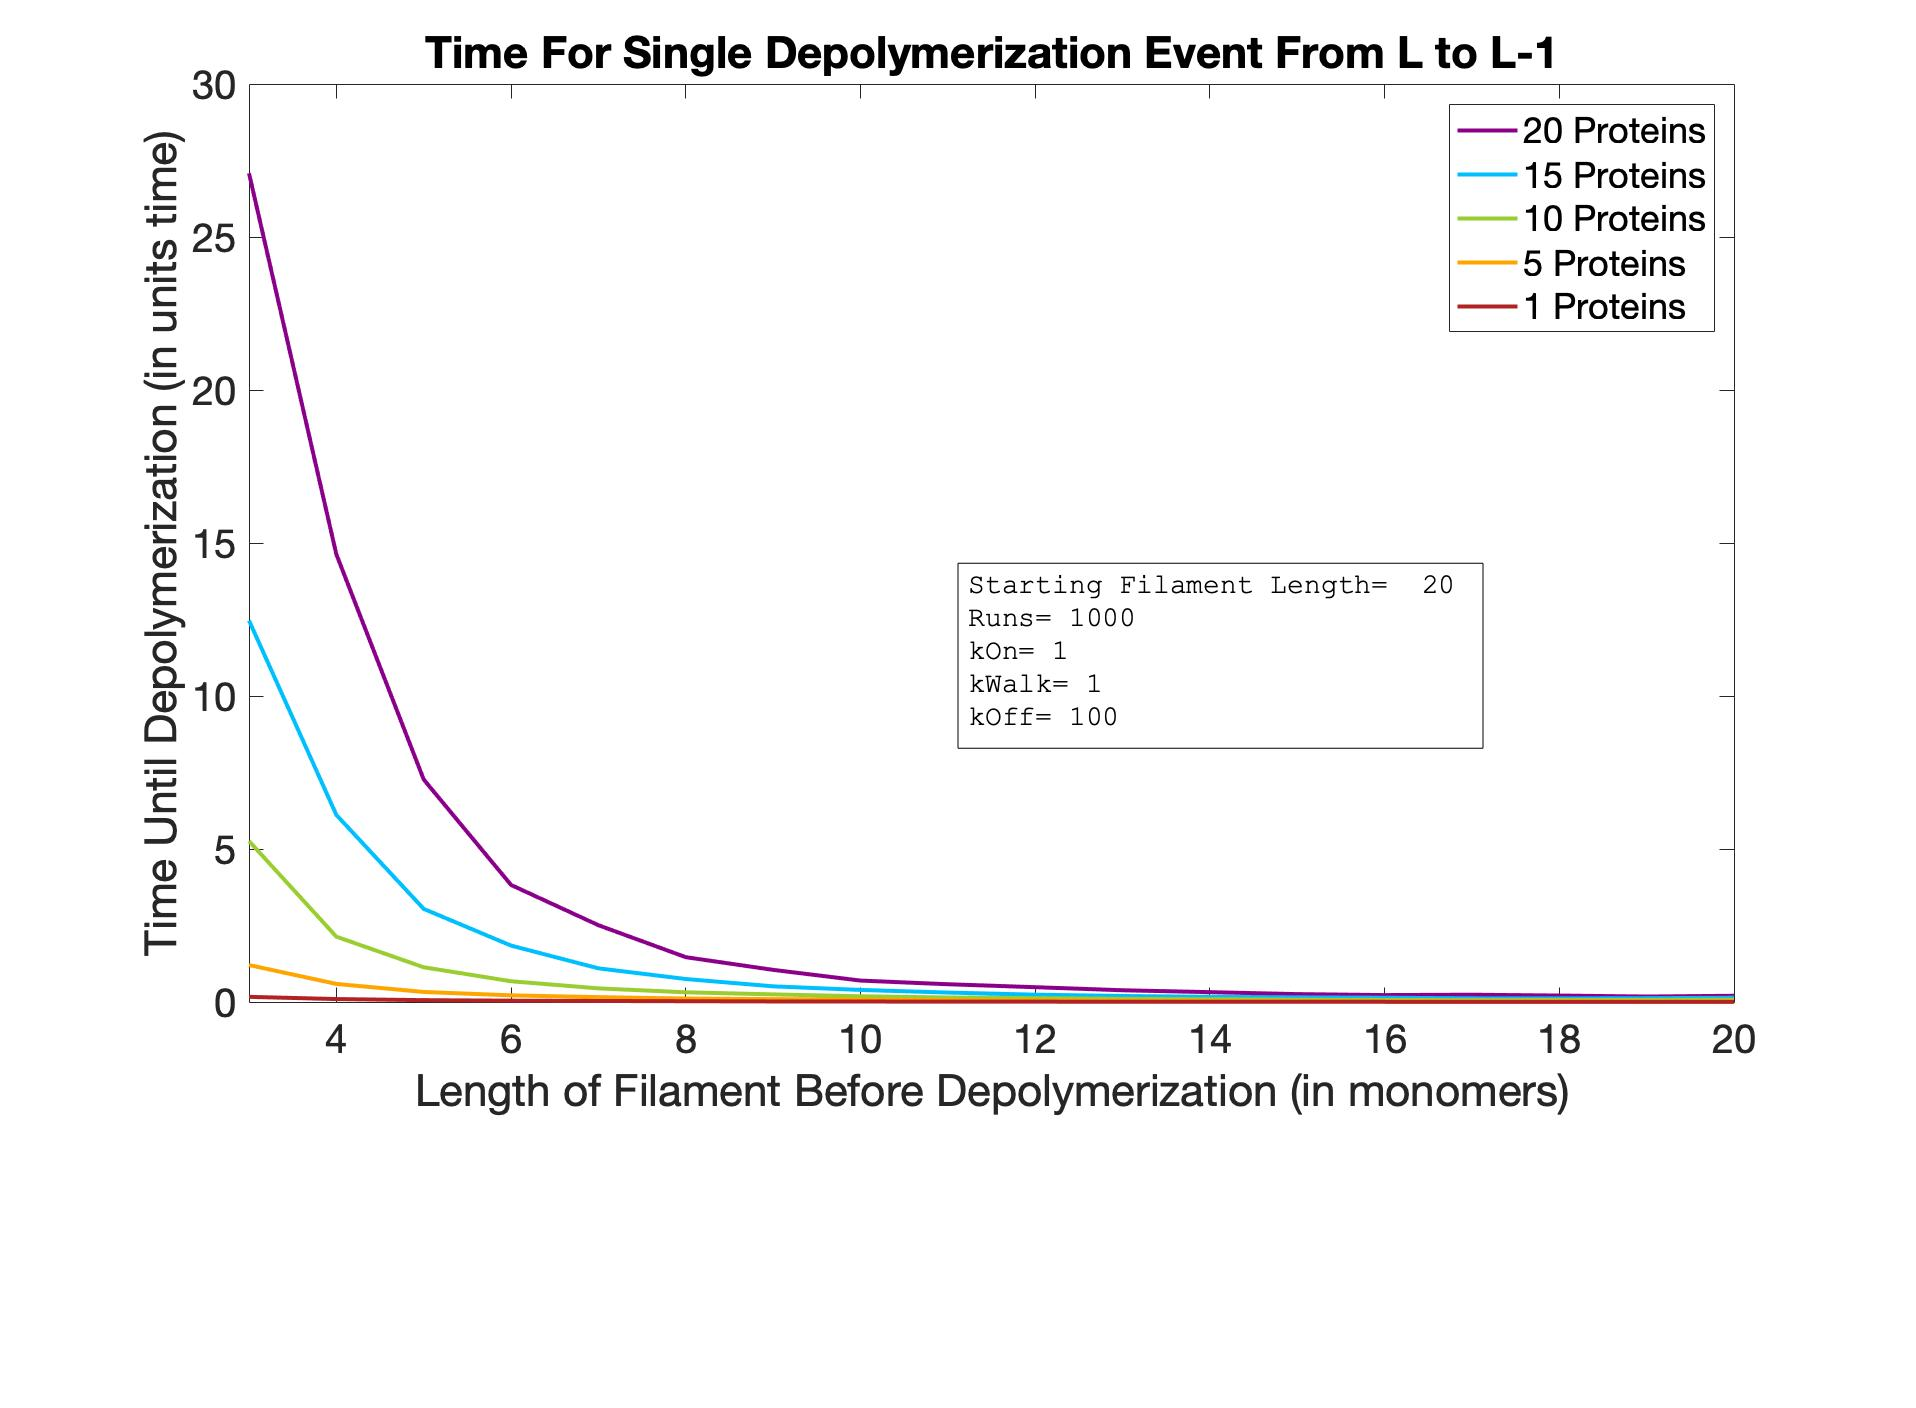 Time For Single Depolymerization Event From L to L-1
Time Until Depolymerization (in units time)
30
25
20
15
10
5
0
20 Proteins
15 Proteins
10 Proteins
5 Proteins
1 Proteins
Starting Filament Length= 20
Runs= 1000
kOn= 1
kWalk= 1
kOff= 100
4 6 8 10 12 14 16 18 20
Length of Filament Before Depolymerization (in monomers)